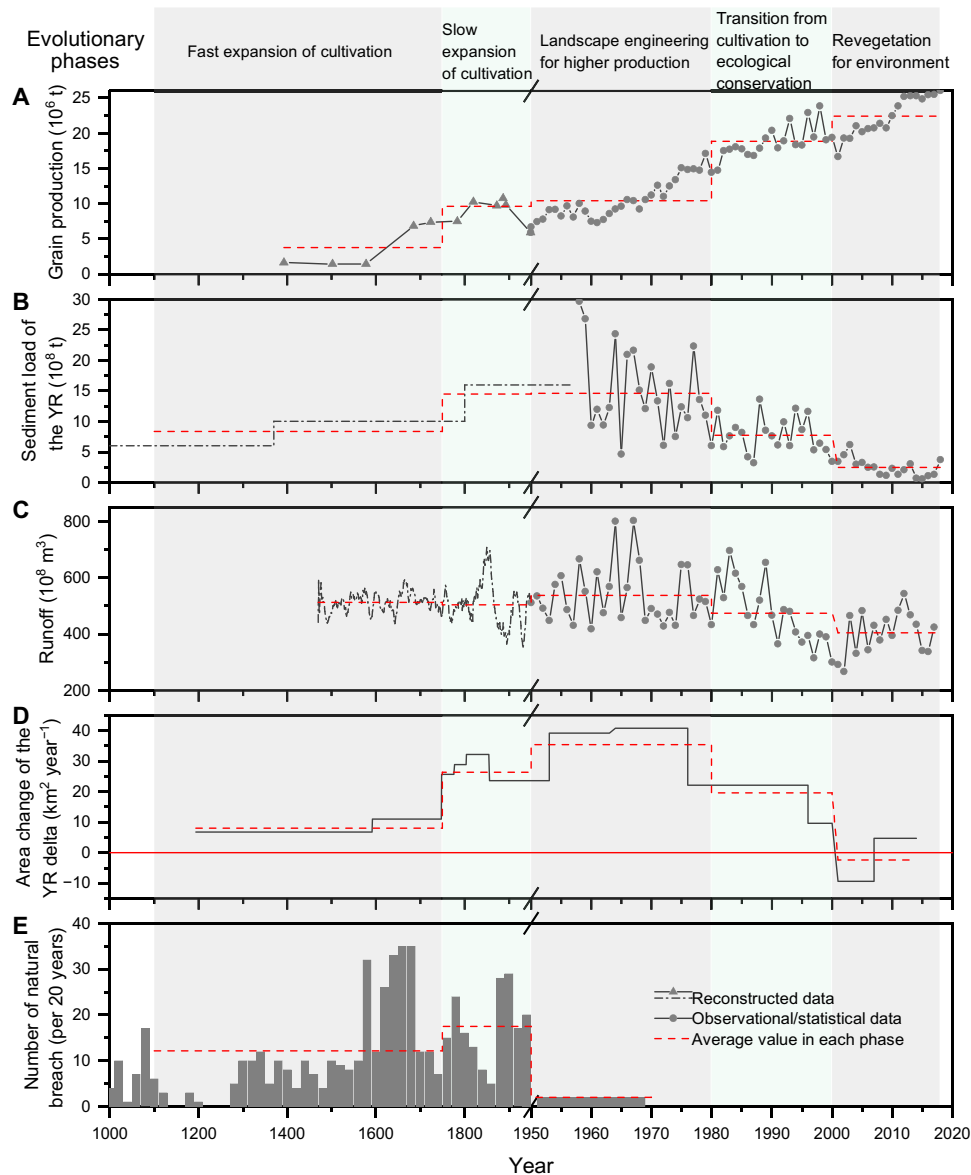 Evolutionary
phases
Fast expansion of cultivation
Slow
expansion
of cultivation
Landscape engineering
for higher production
Transition from
cultivation to
ecological
conservation
Revegetation
for environment
A
Grain production (10⁶ t)
25
20
15
10
5
0
B
Sediment load of
the YR (10⁸ t)
30
25
20
15
10
5
0
C
Runoff (10⁸ m³)
800
600
400
200
D
Area change of the
YR delta (km² year⁻¹)
40
30
20
10
0
−10
E
Number of natural
breach (per 20 years)
40
30
20
10
0
Reconstructed data
Observational/statistical data
Average value in each phase
1000 1200 1400 1600 1800 1950 1960 1970 1980 1990 2000 2010 2020
Year